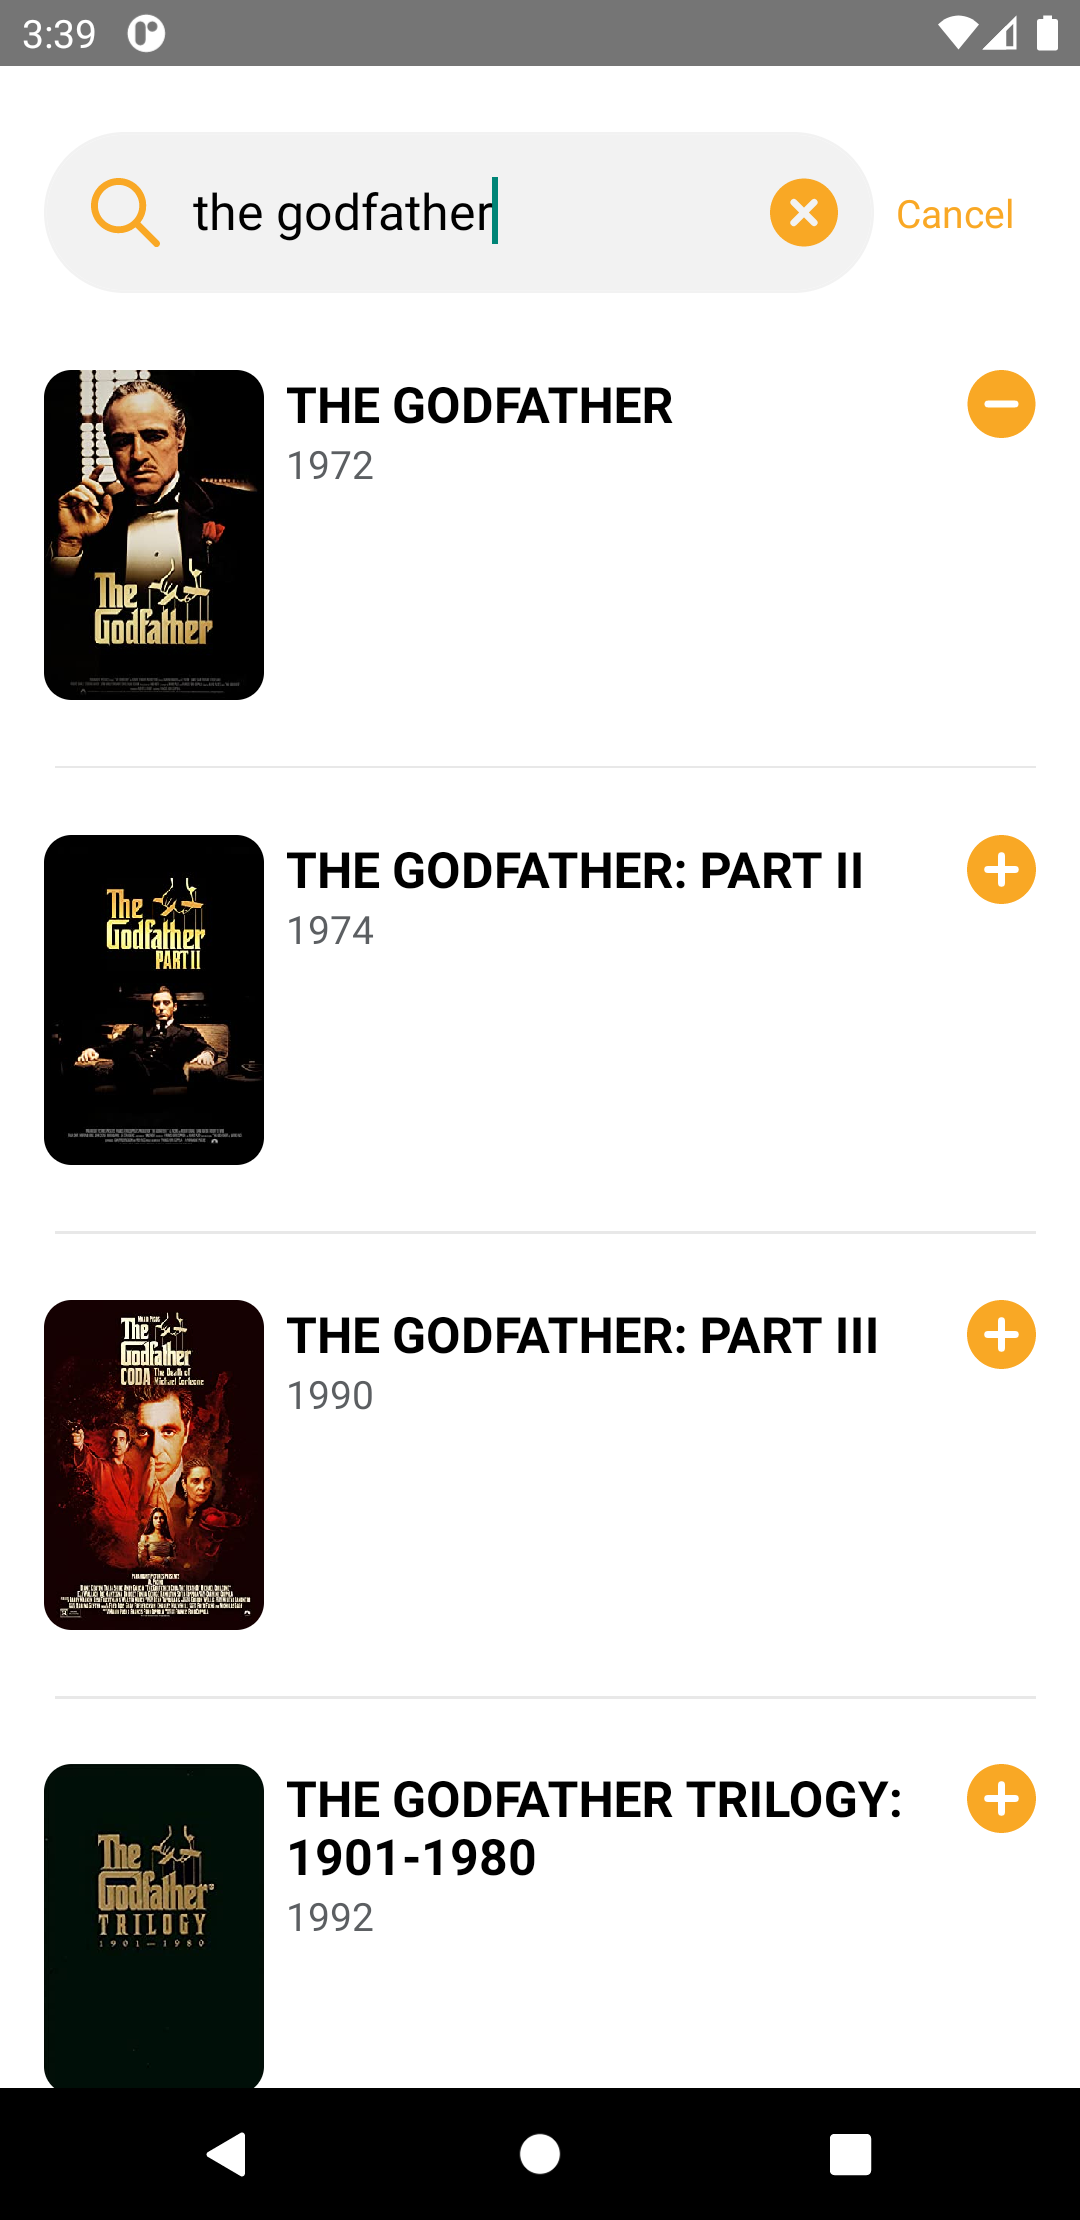 3:39
the godfather
Cancel
THE GODFATHER
1972
The
Godfather
THE GODFATHER: PART II
1974
The
Godfather
PART II
THE GODFATHER: PART III
1990
The
Godfather
CODA The Death of
Michael Corleone
THE GODFATHER TRILOGY:
1901-1980
1992
The
Godfather
TRILOGY
1901-1980